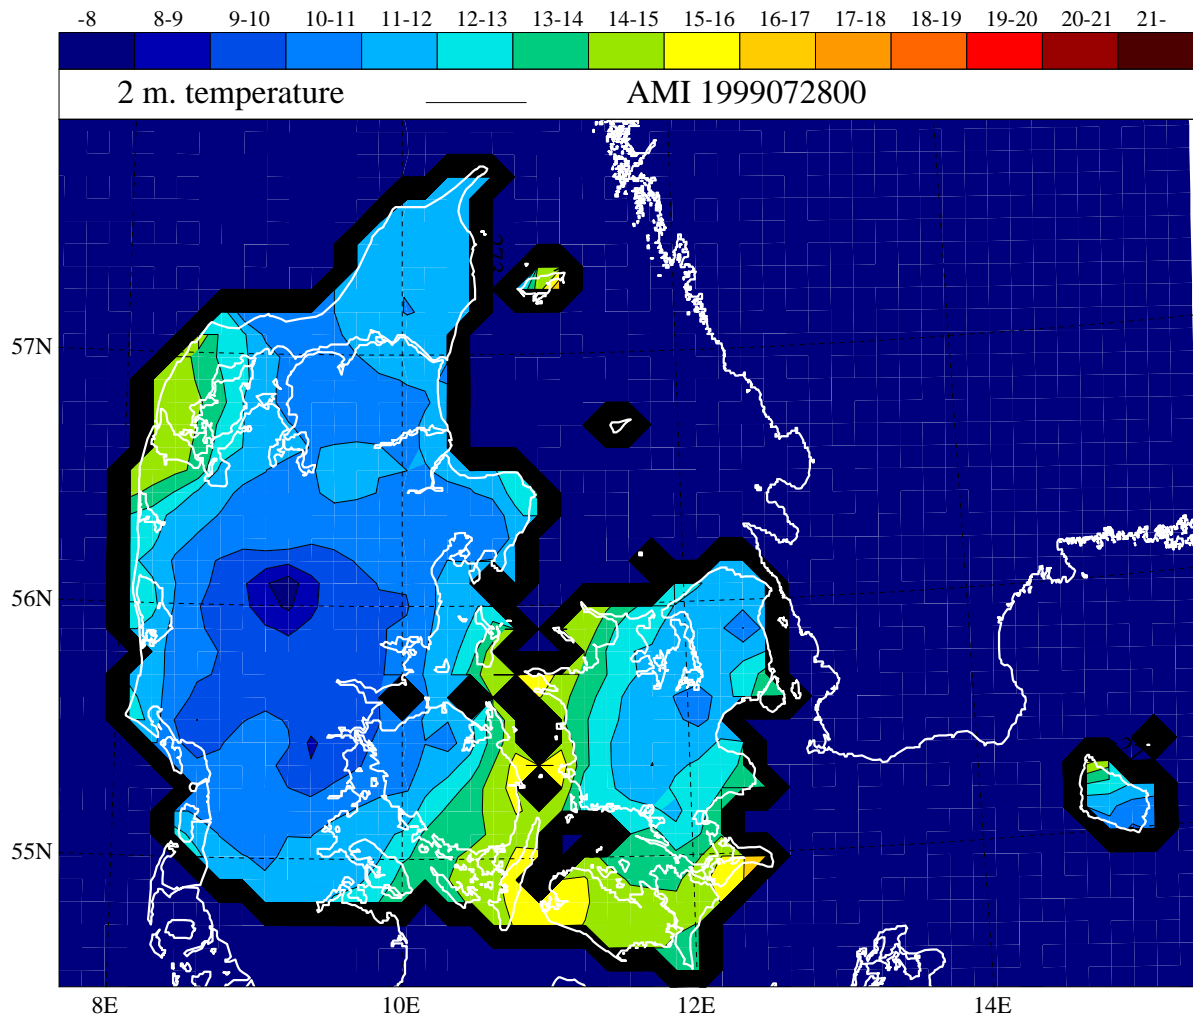 -8 8-9 9-10 10-11 11-12 12-13 13-14 14-15 15-16 16-17 17-18 18-19 19-20 20-21 21-
2 m. temperature AMI 1999072800
57N
56N
55N
8E 10E 12E 14E